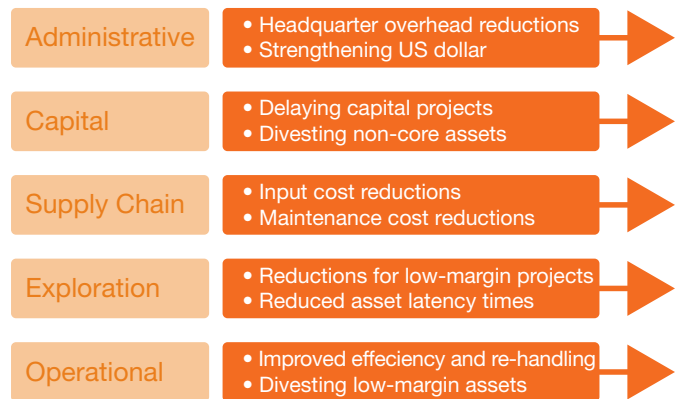 Administrative
• Headquarter overhead reductions
• Strengthening US dollar
Capital
• Delaying capital projects
• Divesting non-core assets
Supply Chain
• Input cost reductions
• Maintenance cost reductions
Exploration
• Reductions for low-margin projects
• Reduced asset latency times
Operational
• Improved effeciency and re-handling
• Divesting low-margin assets